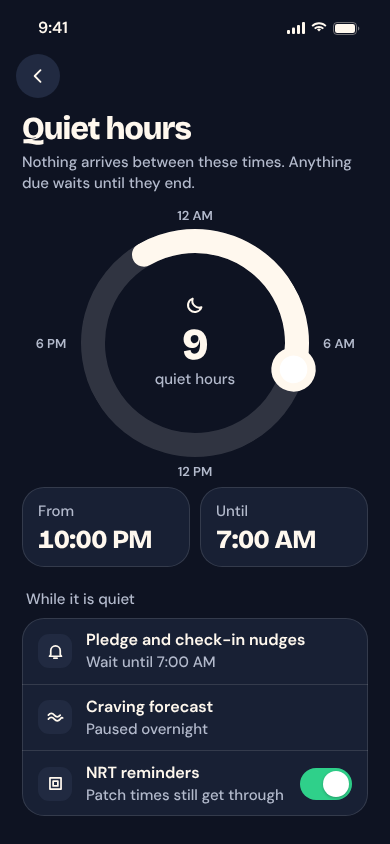 9:41
Quiet hours
Nothing arrives between these times. Anything
due waits until they end.
12 AM
6 PM
9
quiet hours
6 AM
12 PM
From
10:00 PM
Until
7:00 AM
While it is quiet
Pledge and check-in nudges
Wait until 7:00 AM
Craving forecast
Paused overnight
NRT reminders
Patch times still get through